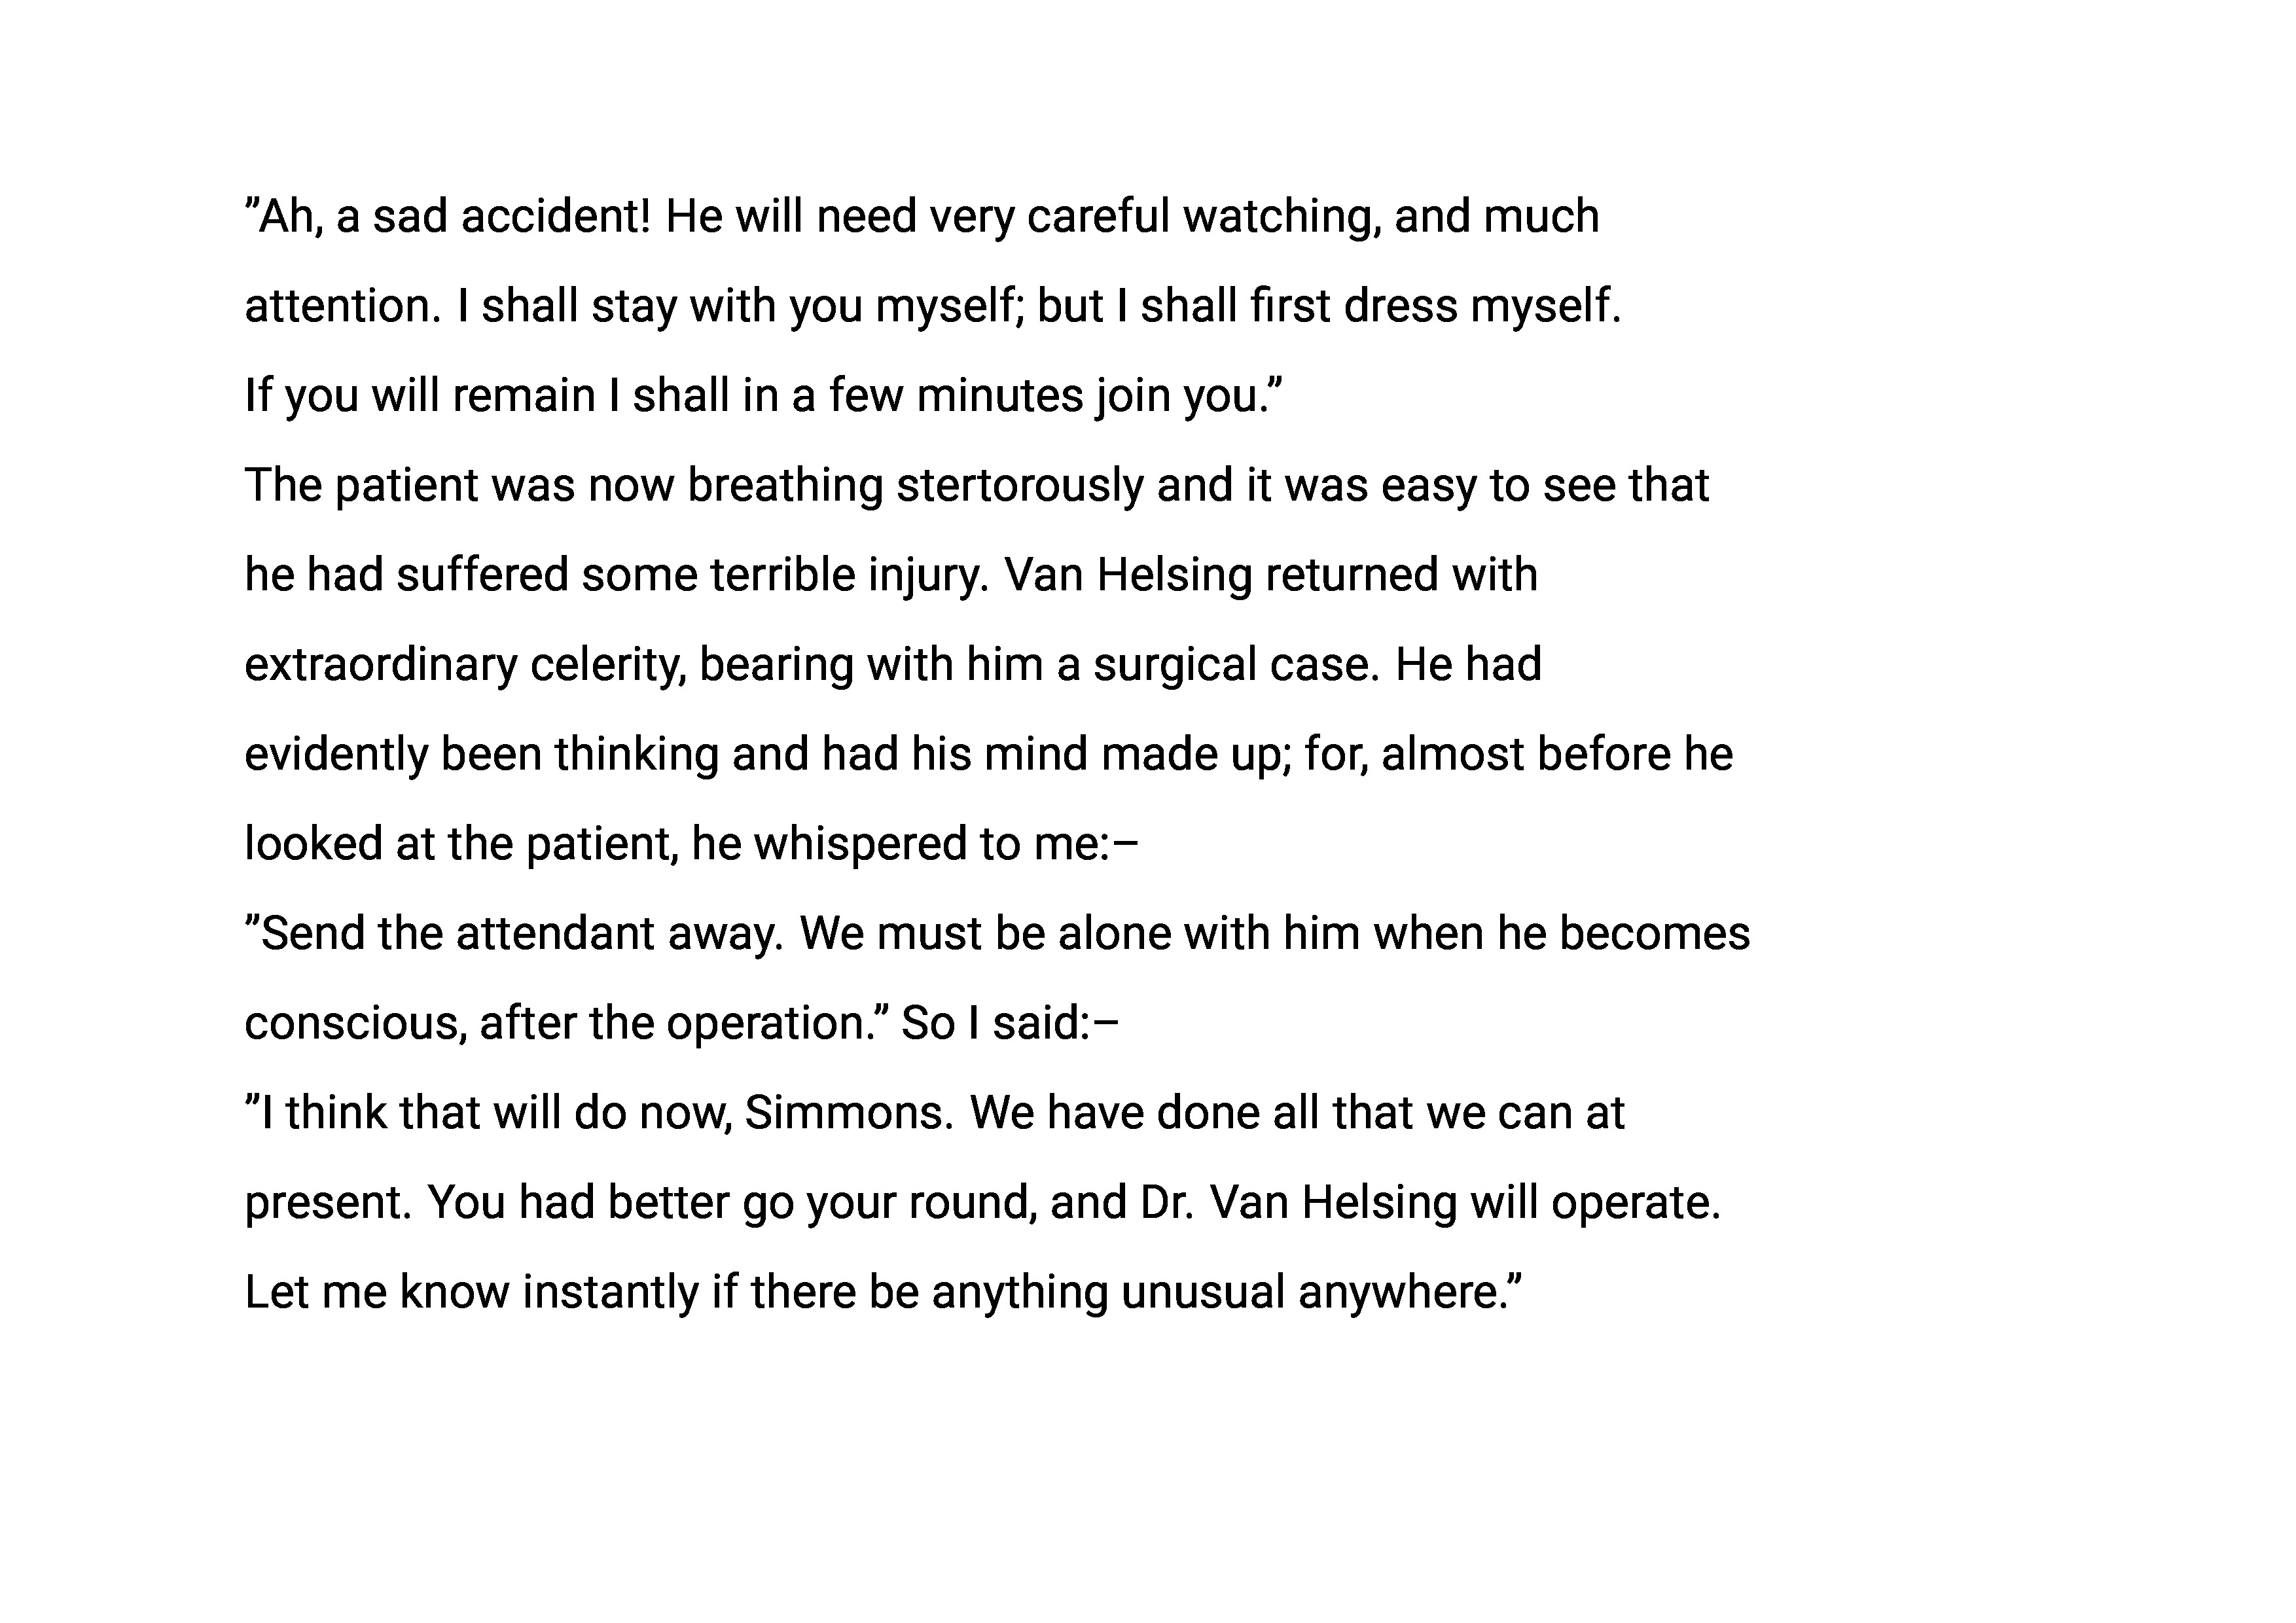 ”Ah, a sad accident! He will need very careful watching, and much
attention. I shall stay with you myself; but I shall first dress myself.
If you will remain I shall in a few minutes join you.”
The patient was now breathing stertorously and it was easy to see that
he had suffered some terrible injury. Van Helsing returned with
extraordinary celerity, bearing with him a surgical case. He had
evidently been thinking and had his mind made up; for, almost before he
looked at the patient, he whispered to me:–
”Send the attendant away. We must be alone with him when he becomes
conscious, after the operation.” So I said:–
”I think that will do now, Simmons. We have done all that we can at
present. You had better go your round, and Dr. Van Helsing will operate.
Let me know instantly if there be anything unusual anywhere.”